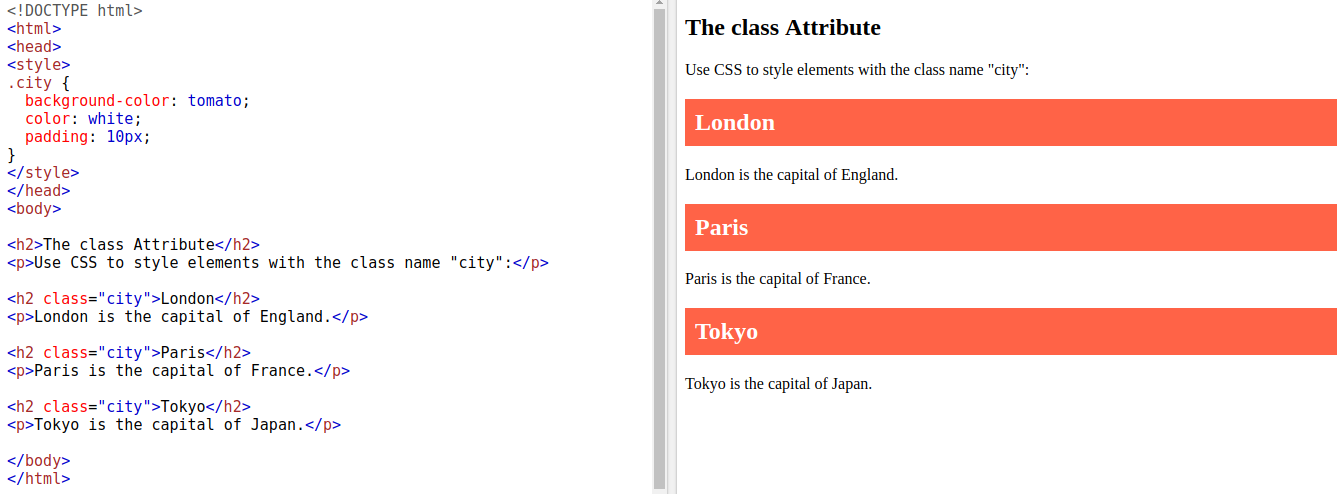 <!DOCTYPE html>
<html>
<head>
<style>
.city {
  background-color: tomato;
  color: white;
  padding: 10px;
}
</style>
</head>
<body>

<h2>The class Attribute</h2>
<p>Use CSS to style elements with the class name "city":</p>

<h2 class="city">London</h2>
<p>London is the capital of England.</p>

<h2 class="city">Paris</h2>
<p>Paris is the capital of France.</p>

<h2 class="city">Tokyo</h2>
<p>Tokyo is the capital of Japan.</p>

</body>
</html>
The class Attribute
Use CSS to style elements with the class name "city":
London
London is the capital of England.
Paris
Paris is the capital of France.
Tokyo
Tokyo is the capital of Japan.